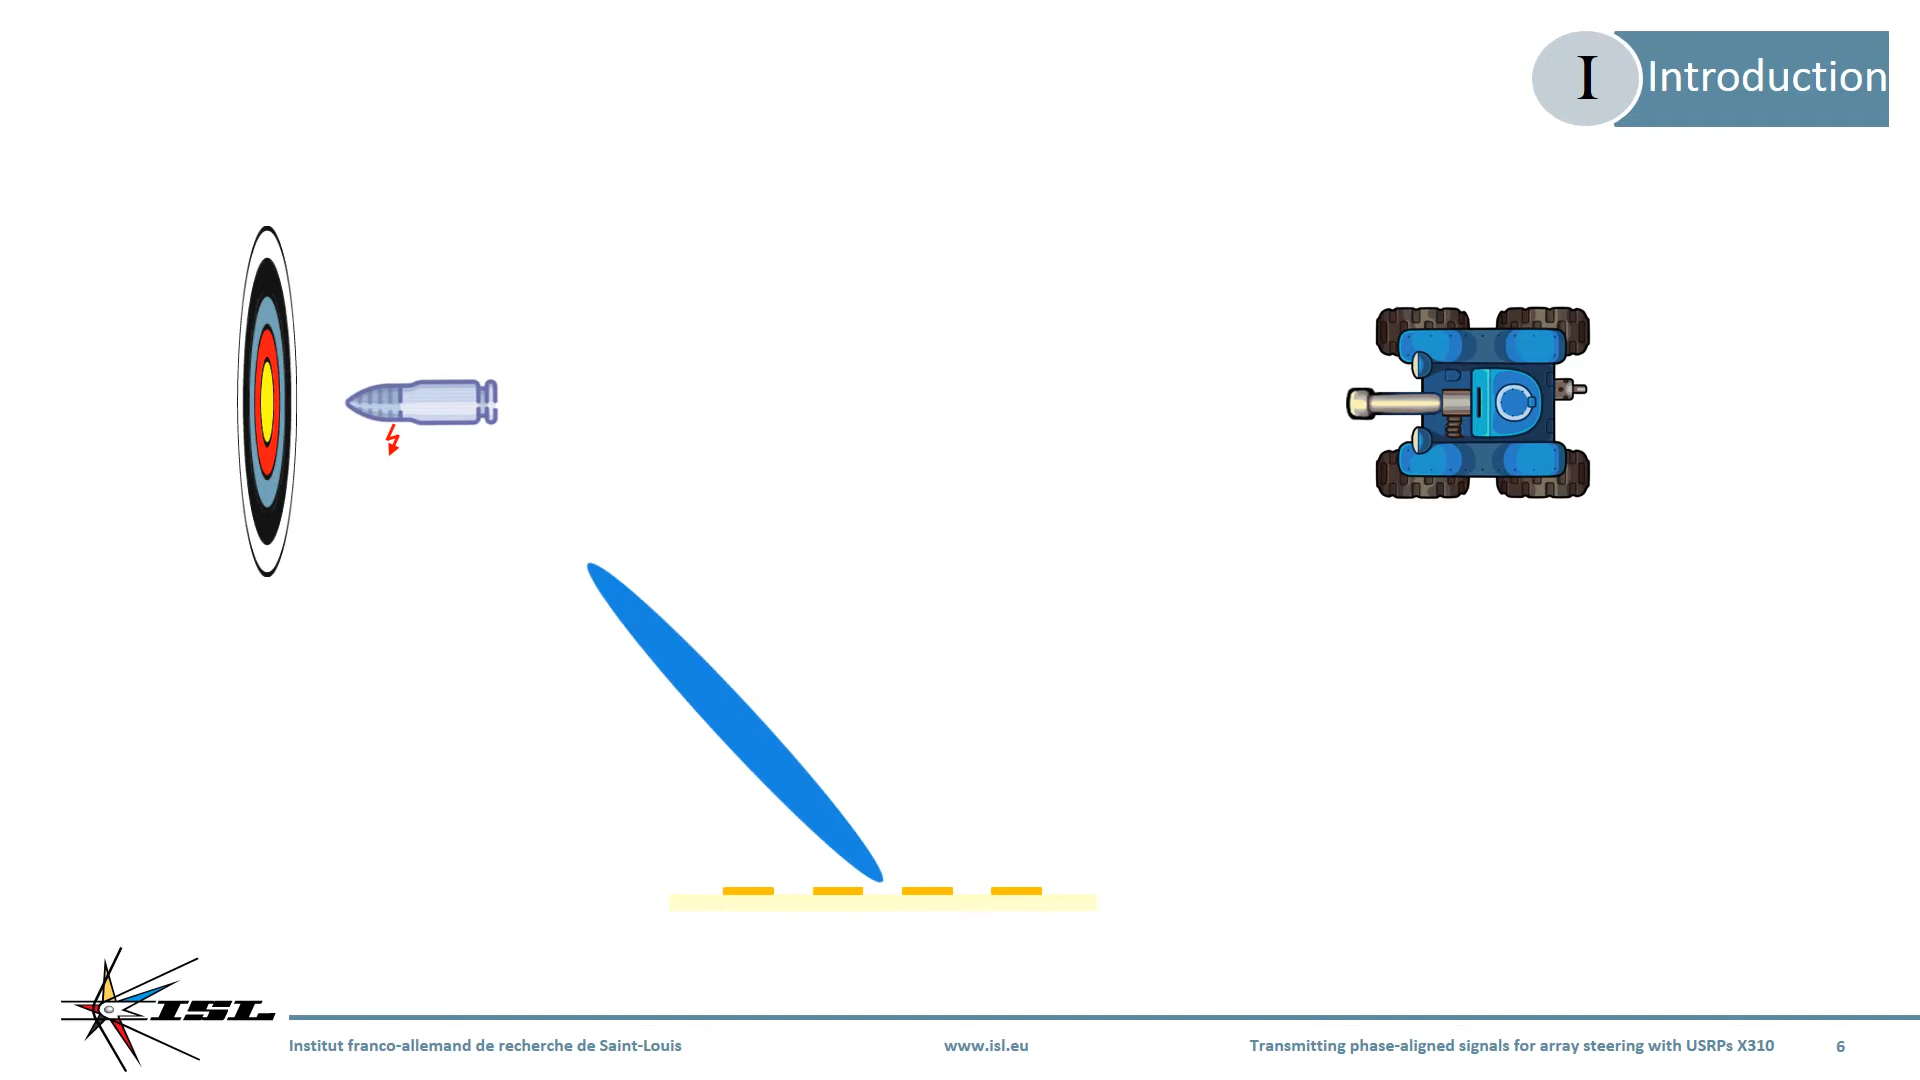 I Introduction
ISL
Institut franco-allemand de recherche de Saint-Louis www.isl.eu Transmitting phase-aligned signals for array steering with USRPs X310 6